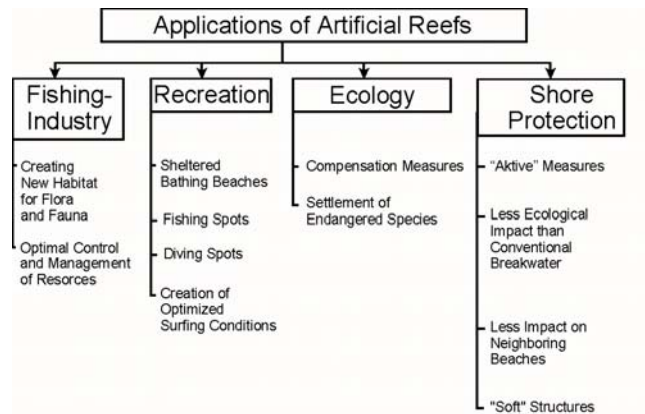 Applications of Artificial Reefs
Fishing-
Industry
Creating
New Habitat
for Flora
and Fauna
Optimal Control
and Management
of Resorces
Recreation
Sheltered
Bathing Beaches
Fishing Spots
Diving Spots
Creation of
Optimized
Surfing Conditions
Ecology
Compensation Measures
Settlement of
Endangered Species
Shore
Protection
"Aktive" Measures
Less Ecological
Impact than
Conventional
Breakwater
Less Impact on
Neighboring
Beaches
"Soft" Structures